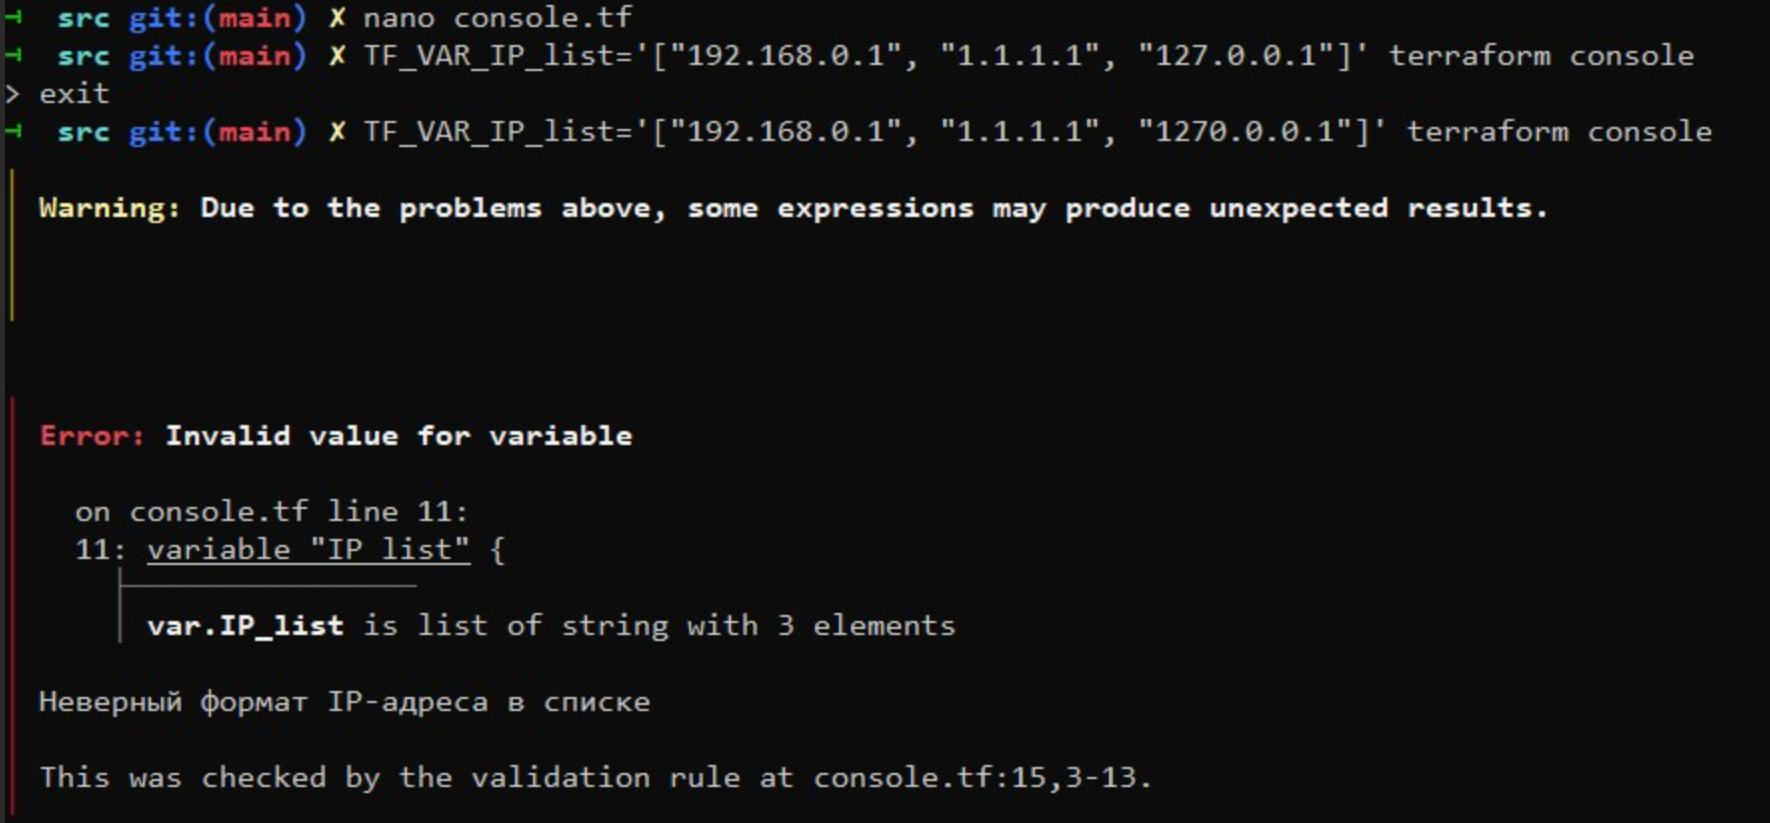 → src git:(main) ✗ nano console.tf
→ src git:(main) ✗ TF_VAR_IP_list='["192.168.0.1", "1.1.1.1", "127.0.0.1"]' terraform console
> exit
→ src git:(main) ✗ TF_VAR_IP_list='["192.168.0.1", "1.1.1.1", "1270.0.0.1"]' terraform console
Warning: Due to the problems above, some expressions may produce unexpected results.
Error: Invalid value for variable
on console.tf line 11:
11: variable "IP_list" {
var.IP_list is list of string with 3 elements
Неверный формат IP-адреса в списке
This was checked by the validation rule at console.tf:15,3-13.